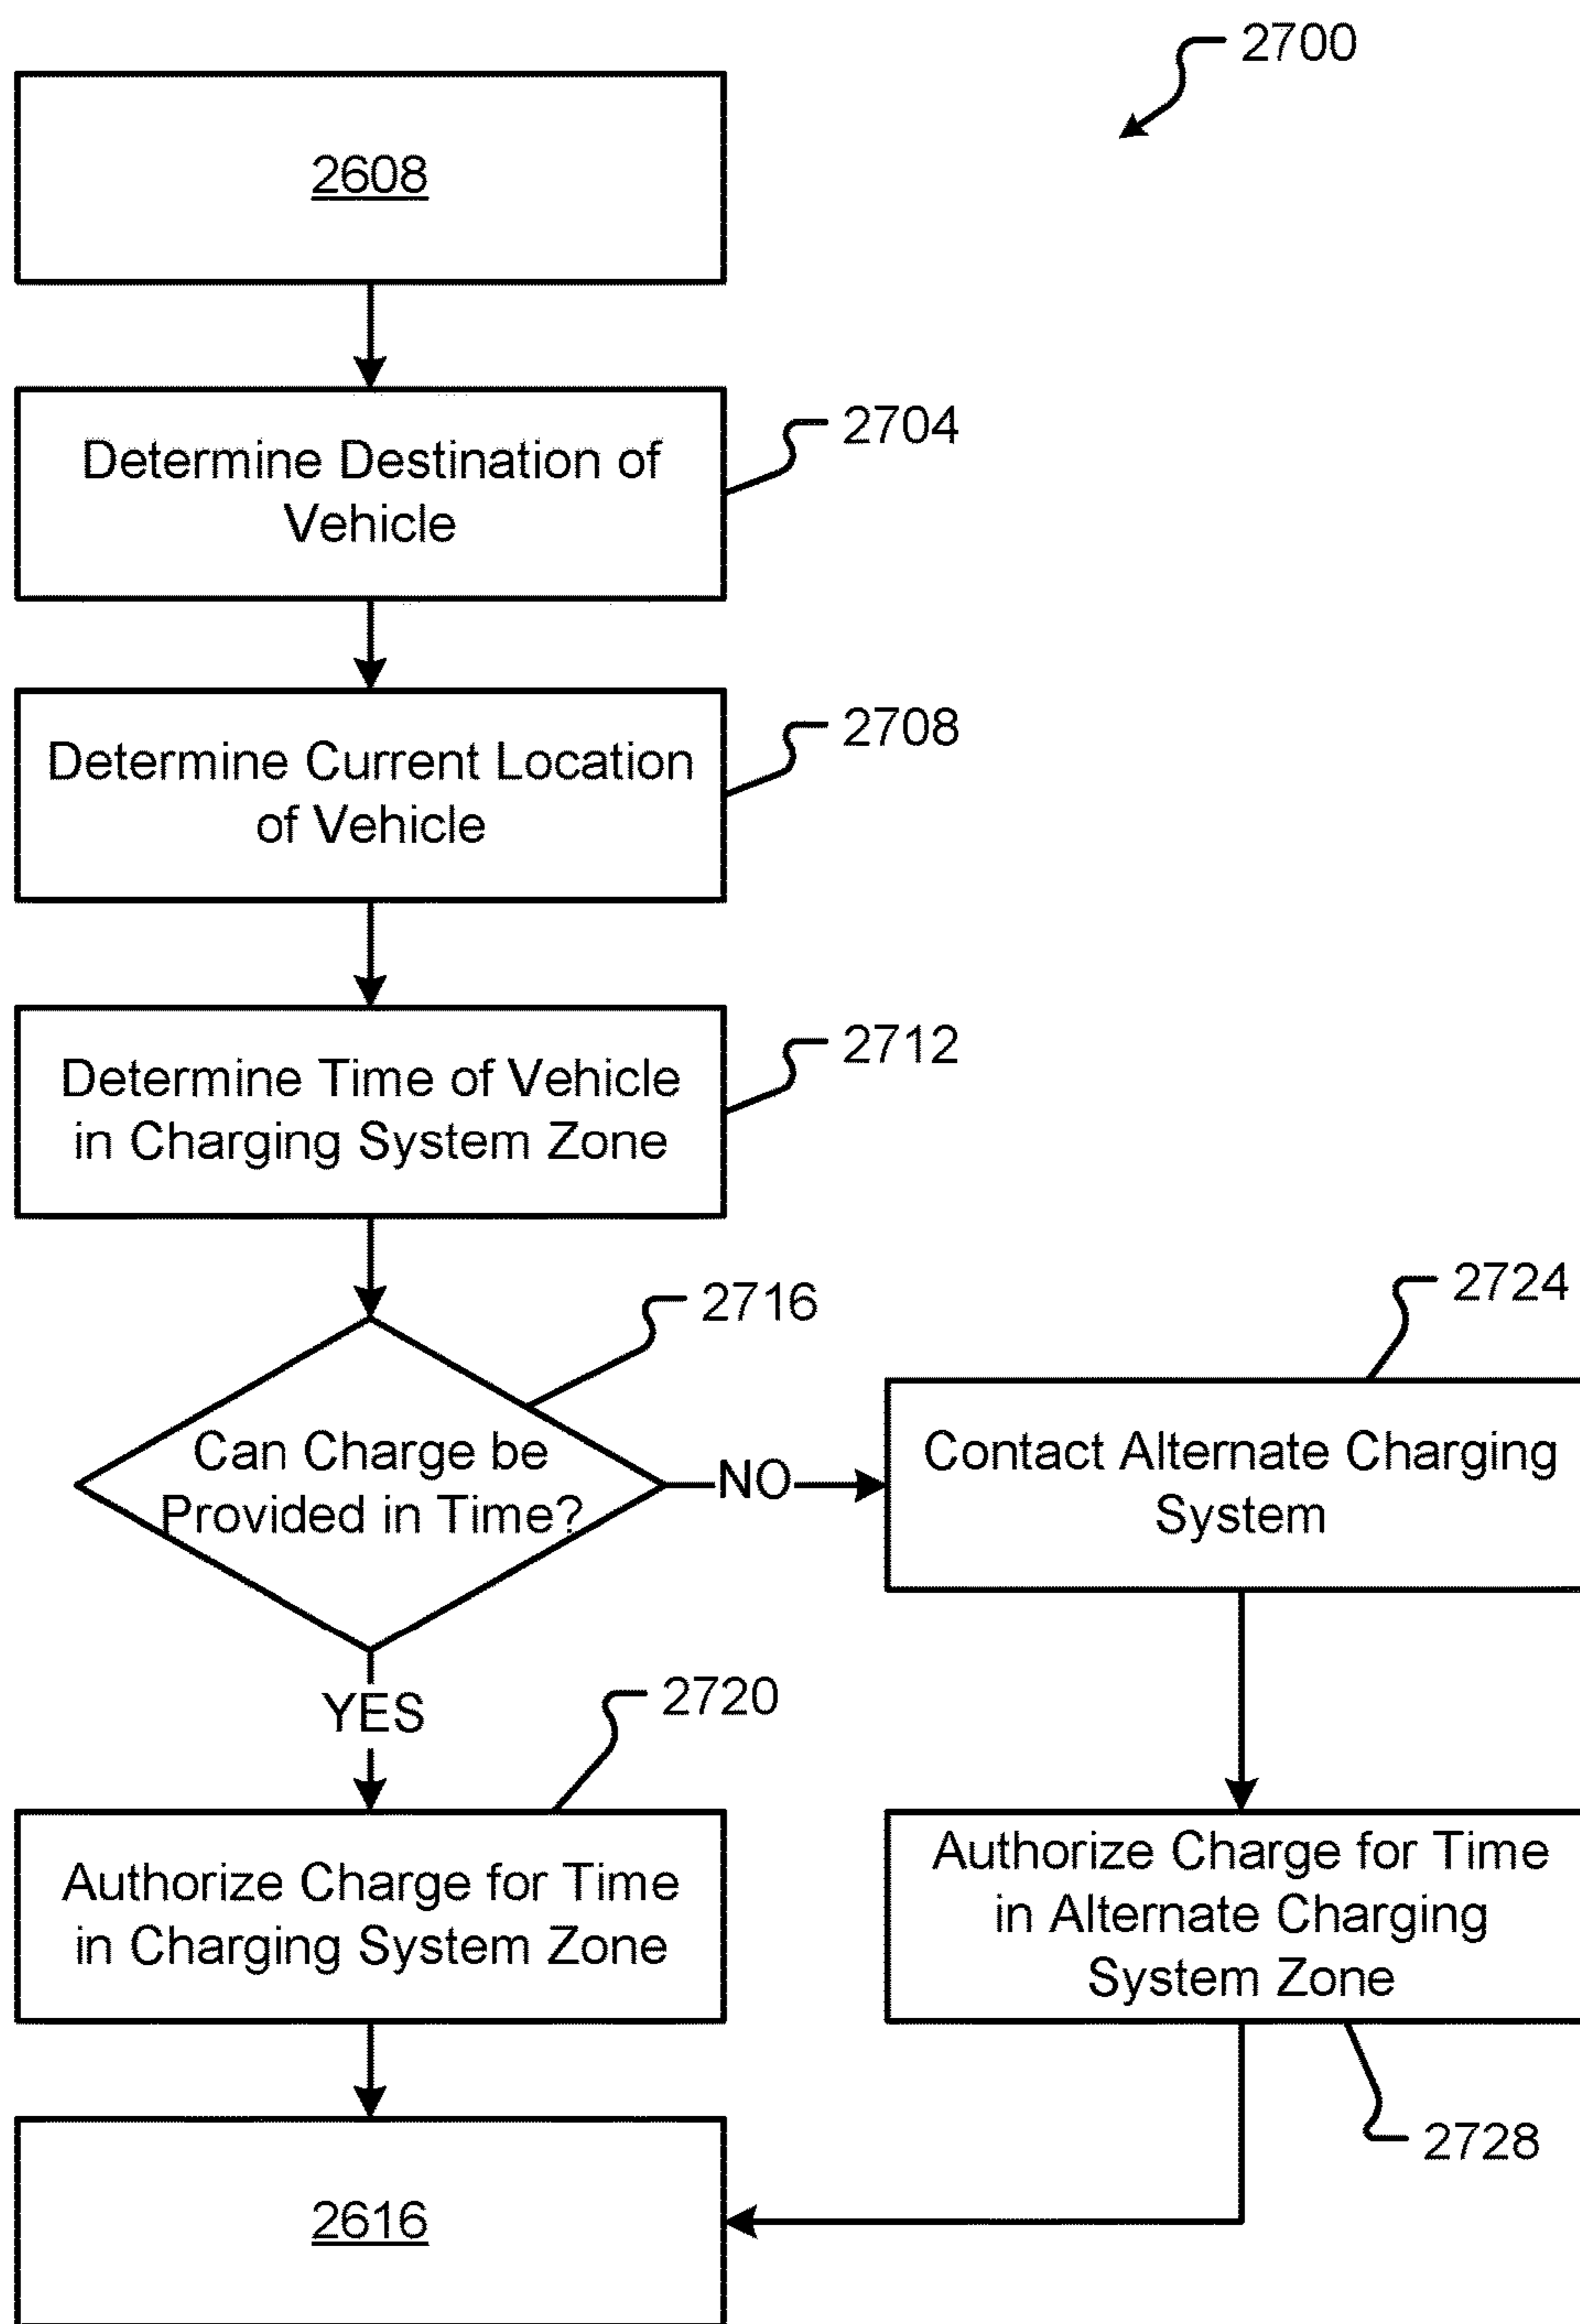 2700
2608
Determine Destination of
Vehicle
2704
Determine Current Location
of Vehicle
2708
Determine Time of Vehicle
in Charging System Zone
2712
2716
Can Charge be
Provided in Time?
NO
2724
Contact Alternate Charging
System
YES
2720
Authorize Charge for Time
in Charging System Zone
Authorize Charge for Time
in Alternate Charging
System Zone
2728
2616